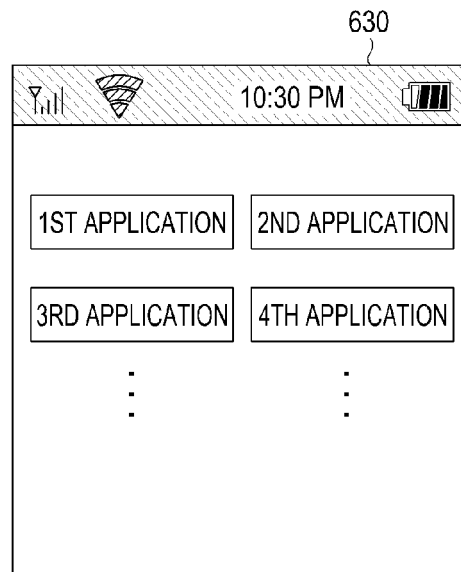 630
10:30 PM
1ST APPLICATION 2ND APPLICATION
3RD APPLICATION 4TH APPLICATION